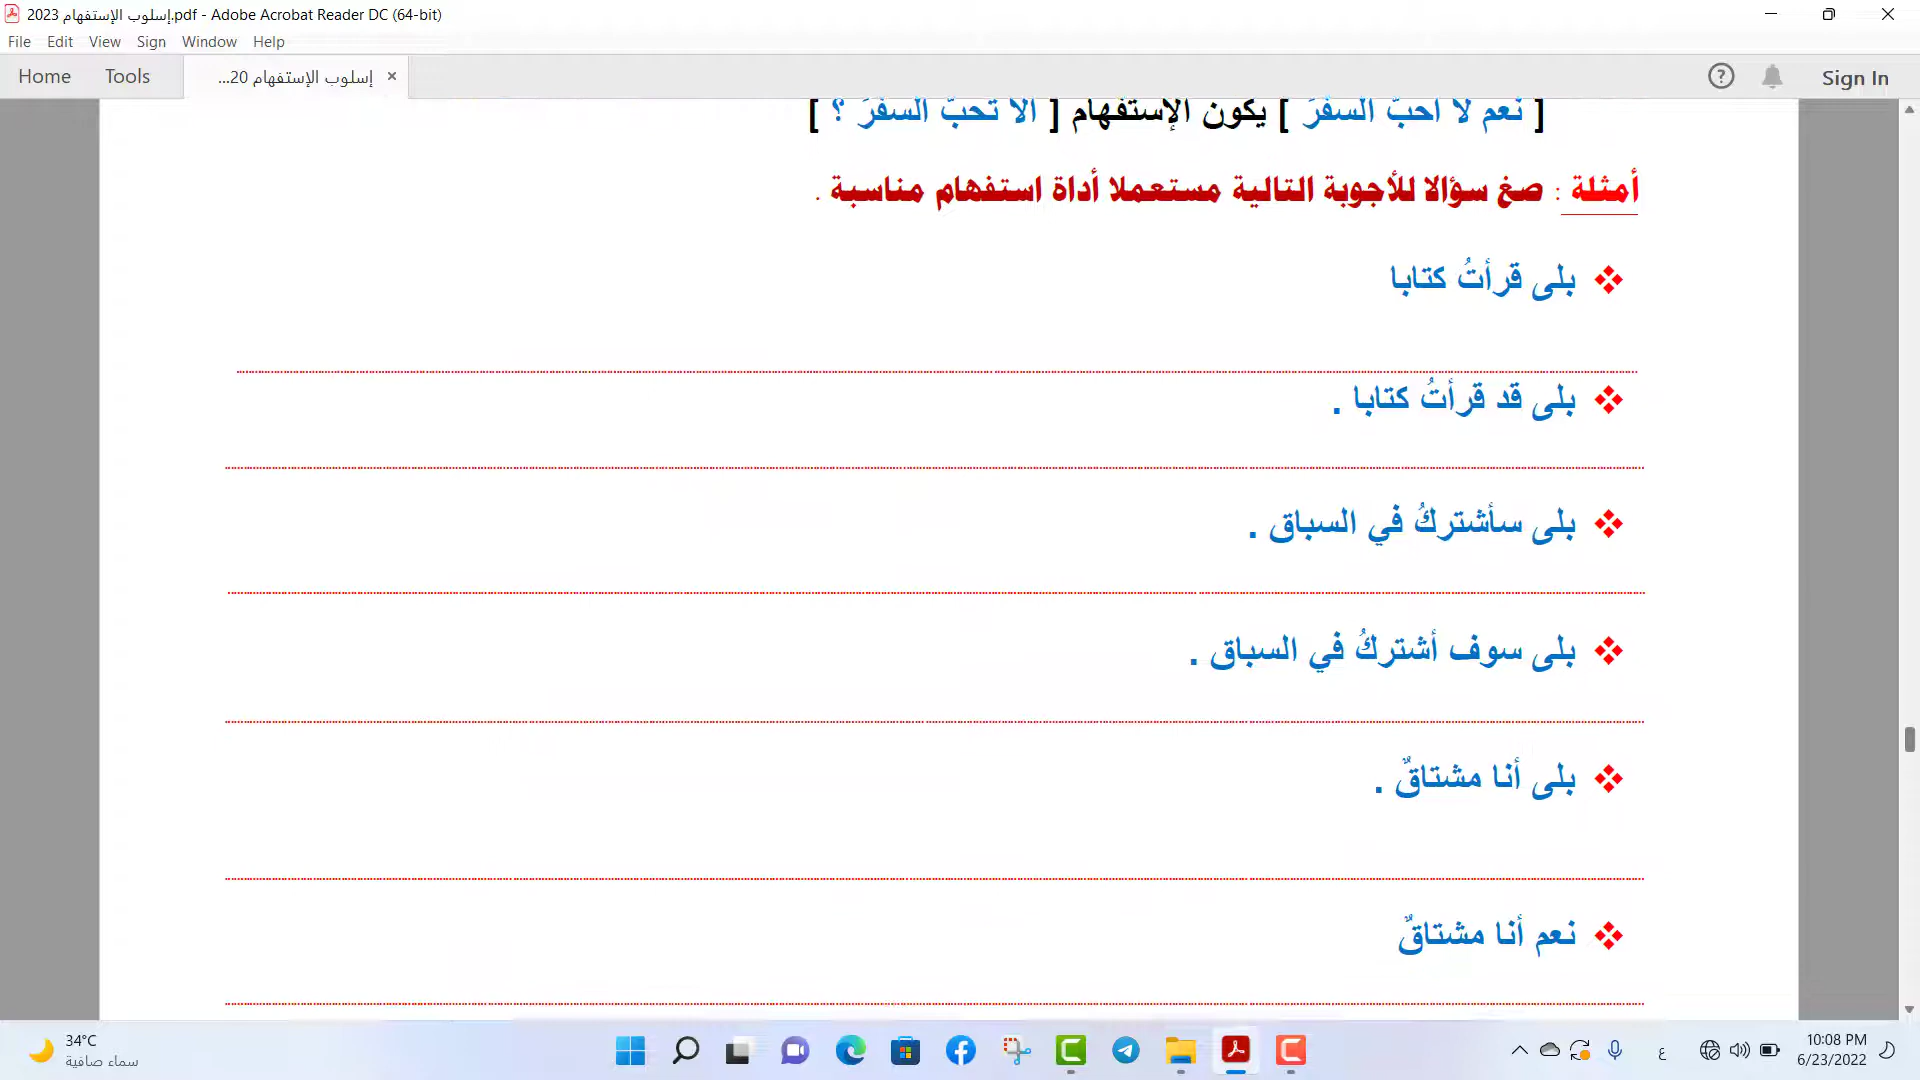 إسلوب الإستفهام 2023.pdf - Adobe Acrobat Reader DC (64-bit)
File Edit View Sign Window Help
Home Tools إسلوب الإستفهام 20... × Sign In
[ نعم لا أحبُّ السفرَ ] يكون الإستفهام [ ألا تحبُّ السفرَ ؟ ]
أمثلة : صغ سؤالا للأجوبة التالية مستعملا أداة استفهام مناسبة .
بلى قرأتُ كتابا
بلى قد قرأتُ كتابا .
بلى سأشتركُ في السباق .
بلى سوف أشتركُ في السباق .
بلى أنا مشتاقٌ .
نعم أنا مشتاقٌ
34°C
سماء صافية
ع
10:08 PM
6/23/2022